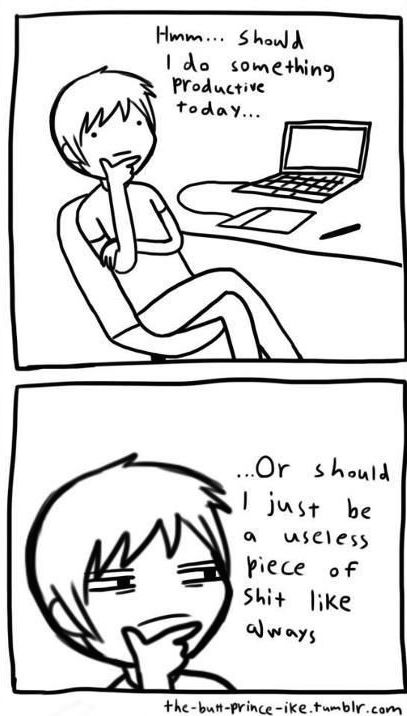 Hmm... Should
I do something
Productive
today...
...Or should
I just be
a useless
piece of
shit like
always
the-butt-prince-ike.tumblr.com